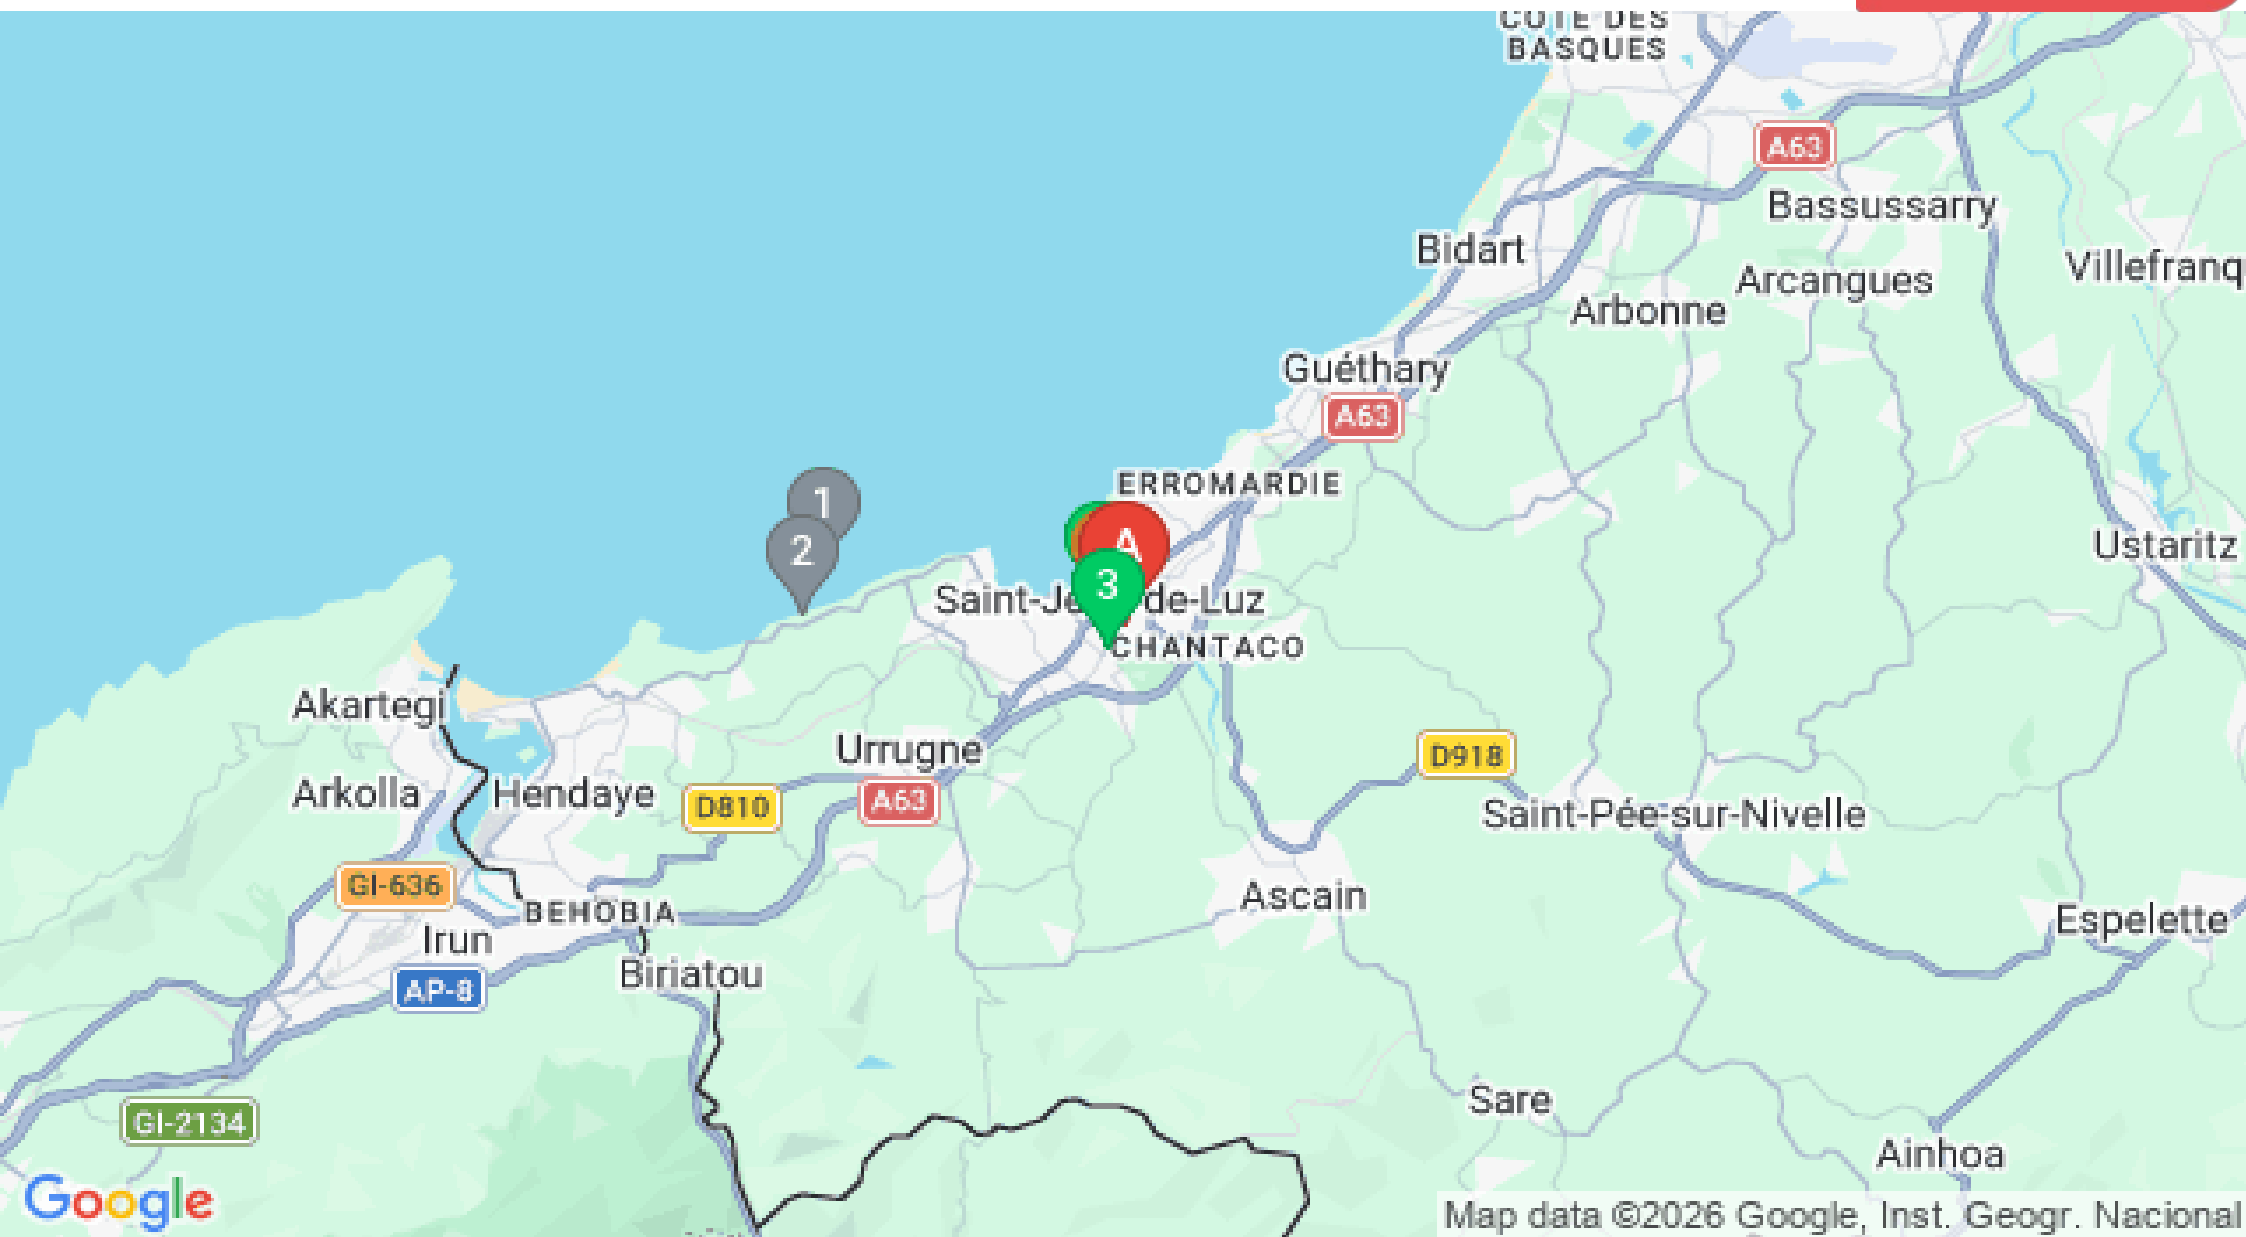 CÔTE DES
BASQUES
A63
Bassussarry
Bidart
Villefranq
Arcangues
Arbonne
Guéthary
A63
ERROMARDIE
1
A
2
Ustaritz
3
Saint-Je de-Luz
CHANTACO
Akartegi
Urrugne
D918
Arkolla
Hendaye
D810
A63
Saint-Pée-sur-Nivelle
GI-636
Ascain
BEHOBIA
Espelette
Irun
Biriatou
AP-8
Sare
GI-2134
Ainhoa
Google
Map data ©2026 Google, Inst. Geogr. Nacional